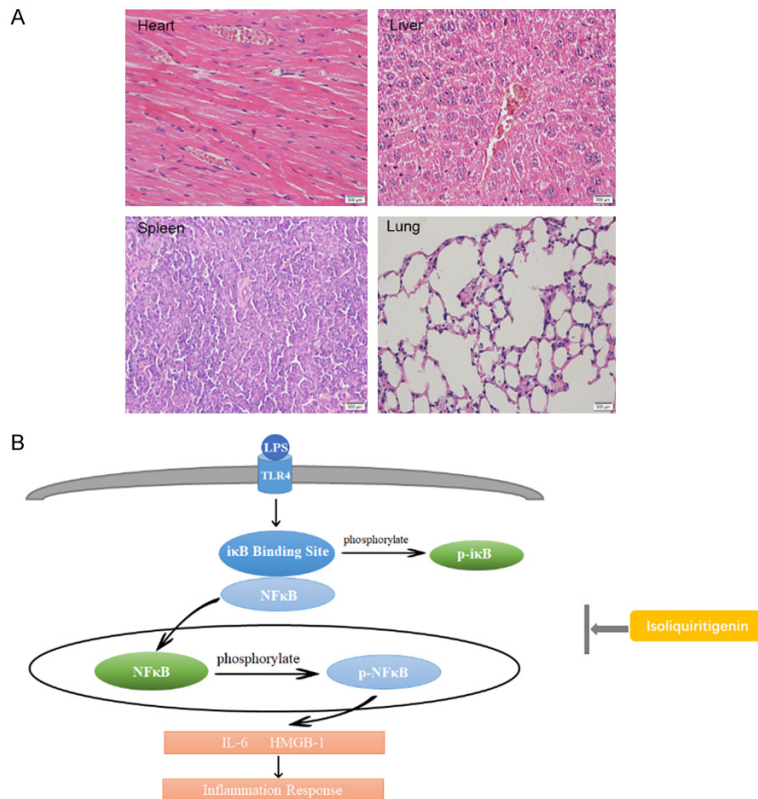 A
Heart
Liver
Spleen
Lung
B
LPS
TLR4
iκB Binding Site
phosphorylate
p-iκB
NFκB
Isoliquiritigenin
NFκB
phosphorylate
p-NFκB
IL-6 HMGB-1
Inflammation Response